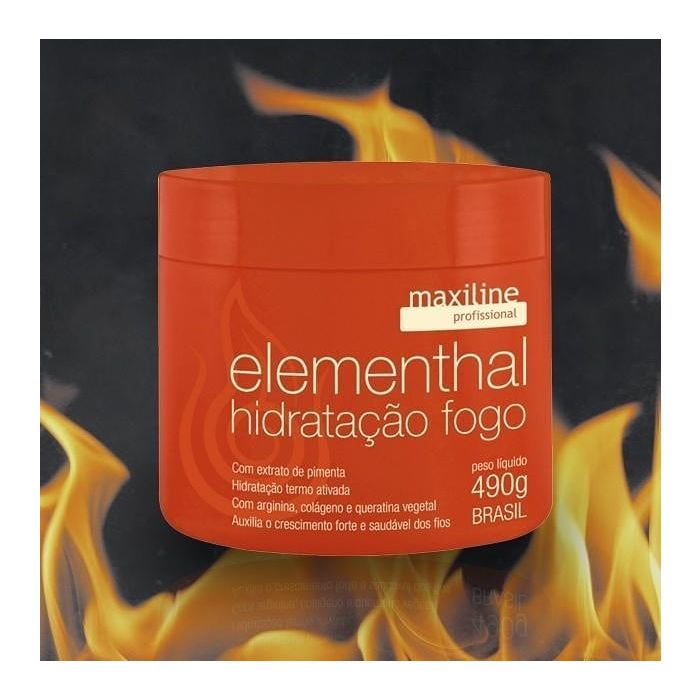 maxiline
profissional
elementhal
hidratação fogo
Com extrato de pimenta
Hidratação termo ativada
Com arginina, colágeno e queratina vegetal
Auxilia o crescimento forte e saudável dos fios
peso líquido
490g
BRASIL